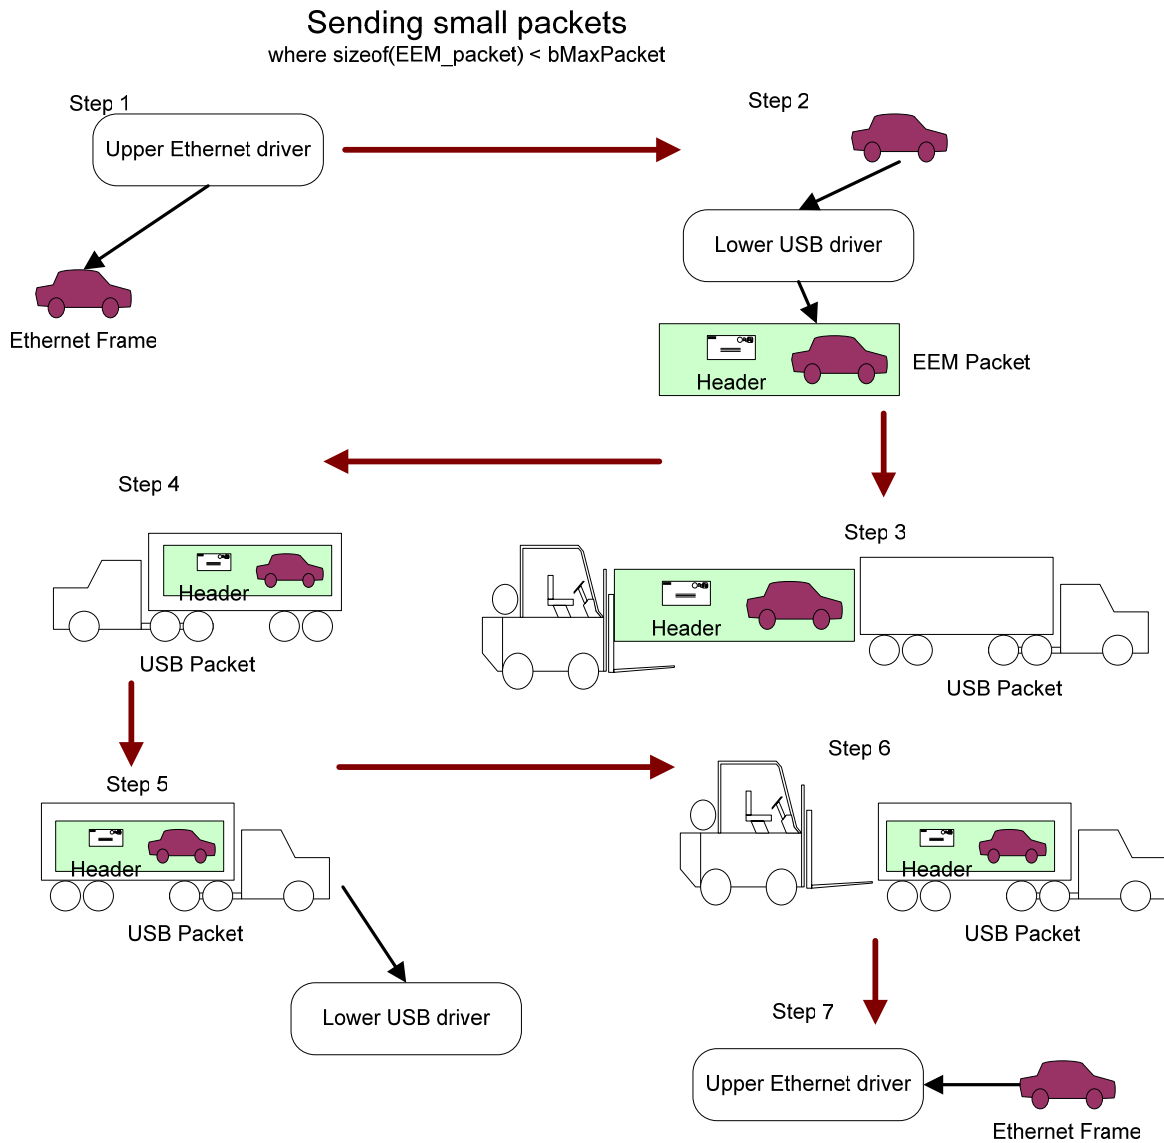 Sending small packets
where sizeof(EEM_packet) < bMaxPacket
Step 1
Step 2
Upper Ethernet driver
Lower USB driver
Ethernet Frame
Header
EEM Packet
Step 4
Step 3
Header
Header
USB Packet
USB Packet
Step 5
Step 6
Header
Header
USB Packet
USB Packet
Lower USB driver
Step 7
Upper Ethernet driver
Ethernet Frame